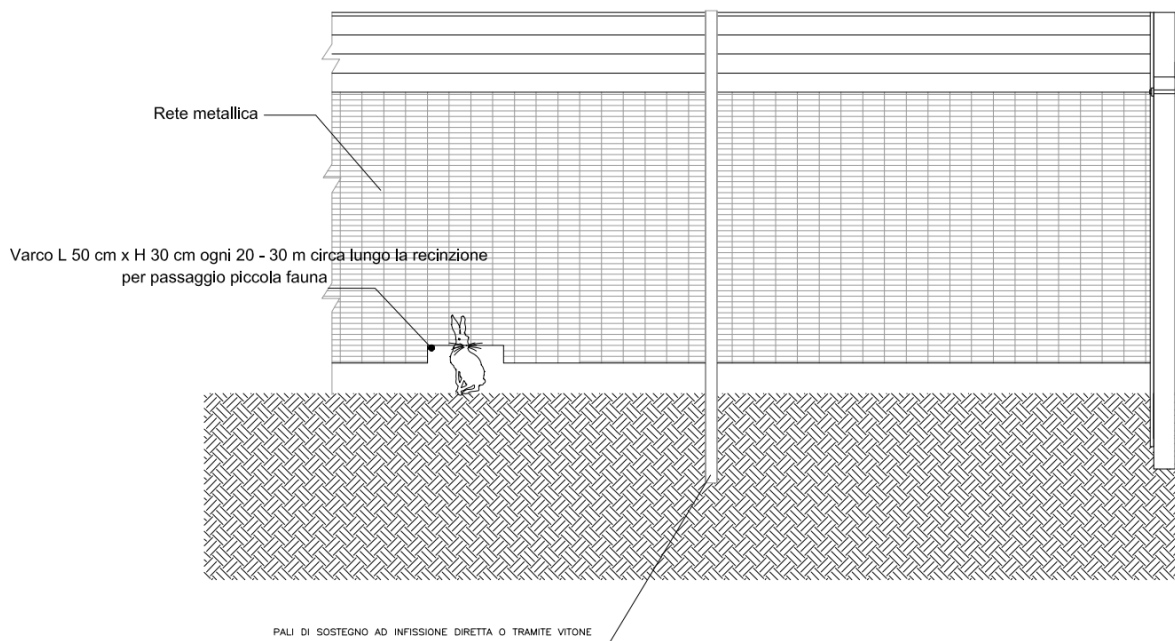 Rete metallica
Varco L 50 cm x H 30 cm ogni 20 - 30 m circa lungo la recinzione
per passaggio piccola fauna
PALI DI SOSTEGNO AD INFISSIONE DIRETTA O TRAMITE VITONE